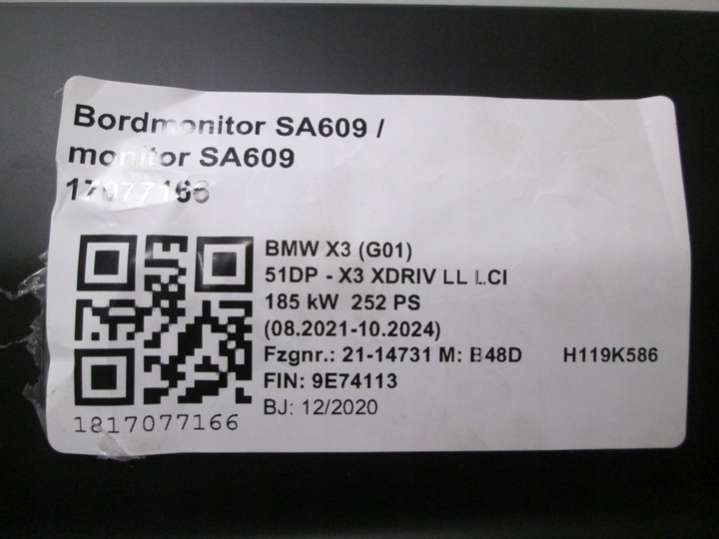 Bordmonitor SA609 /
monitor SA609
17077166
BMW X3 (G01)
51DP - X3 XDRIV LL LCI
185 kW 252 PS
(08.2021-10.2024)
Fzgnr.: 21-14731 M: B48D H119K586
FIN: 9E74113
BJ: 12/2020
1817077166